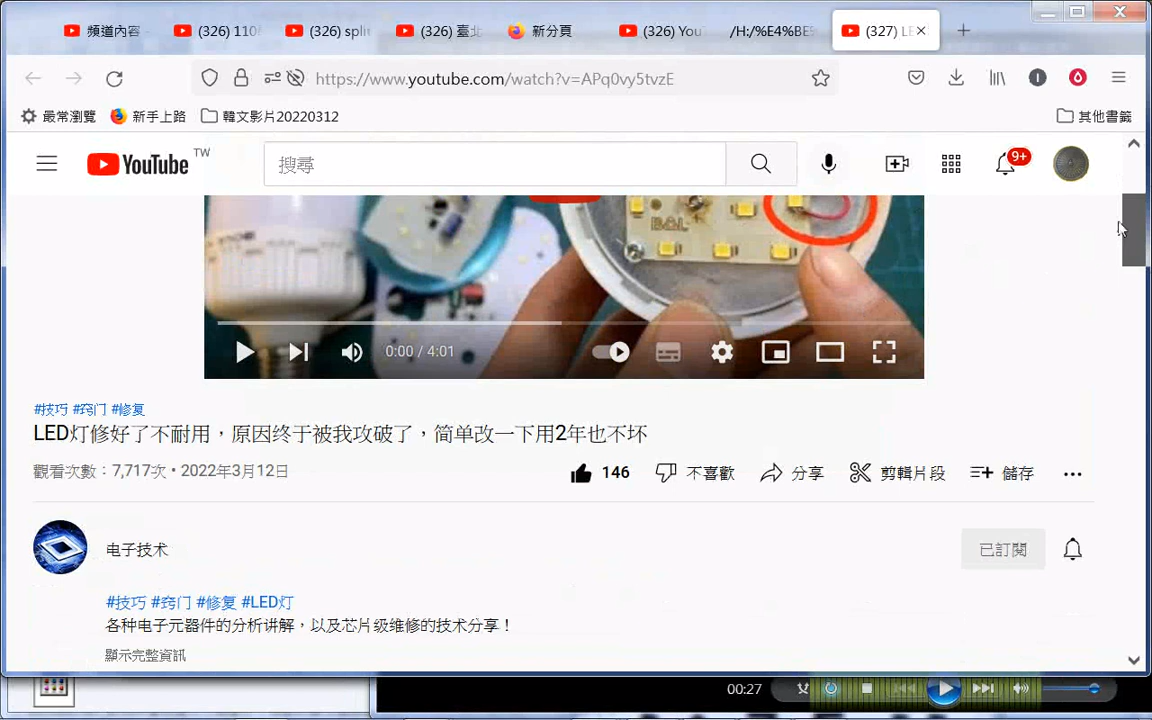 頻道內容
(326) 110
(326) spli
(326) 臺北
新分頁
(326) You
/H:/%E4%BE%
(327) LE
https://www.youtube.com/watch?v=APq0vy5tvzE
最常瀏覽 新手上路 韓文影片20220312 其他書籤
YouTube TW
搜尋
9+
0:00 / 4:01
#技巧 #窍门 #修复
LED灯修好了不耐用，原因终于被我攻破了，简单改一下用2年也不坏
觀看次數：7,717次 • 2022年3月12日
146 不喜歡 分享 剪輯片段 儲存
电子技术
已訂閱
#技巧 #窍门 #修复 #LED灯
各种电子元器件的分析讲解，以及芯片级维修的技术分享！
顯示完整資訊
00:27